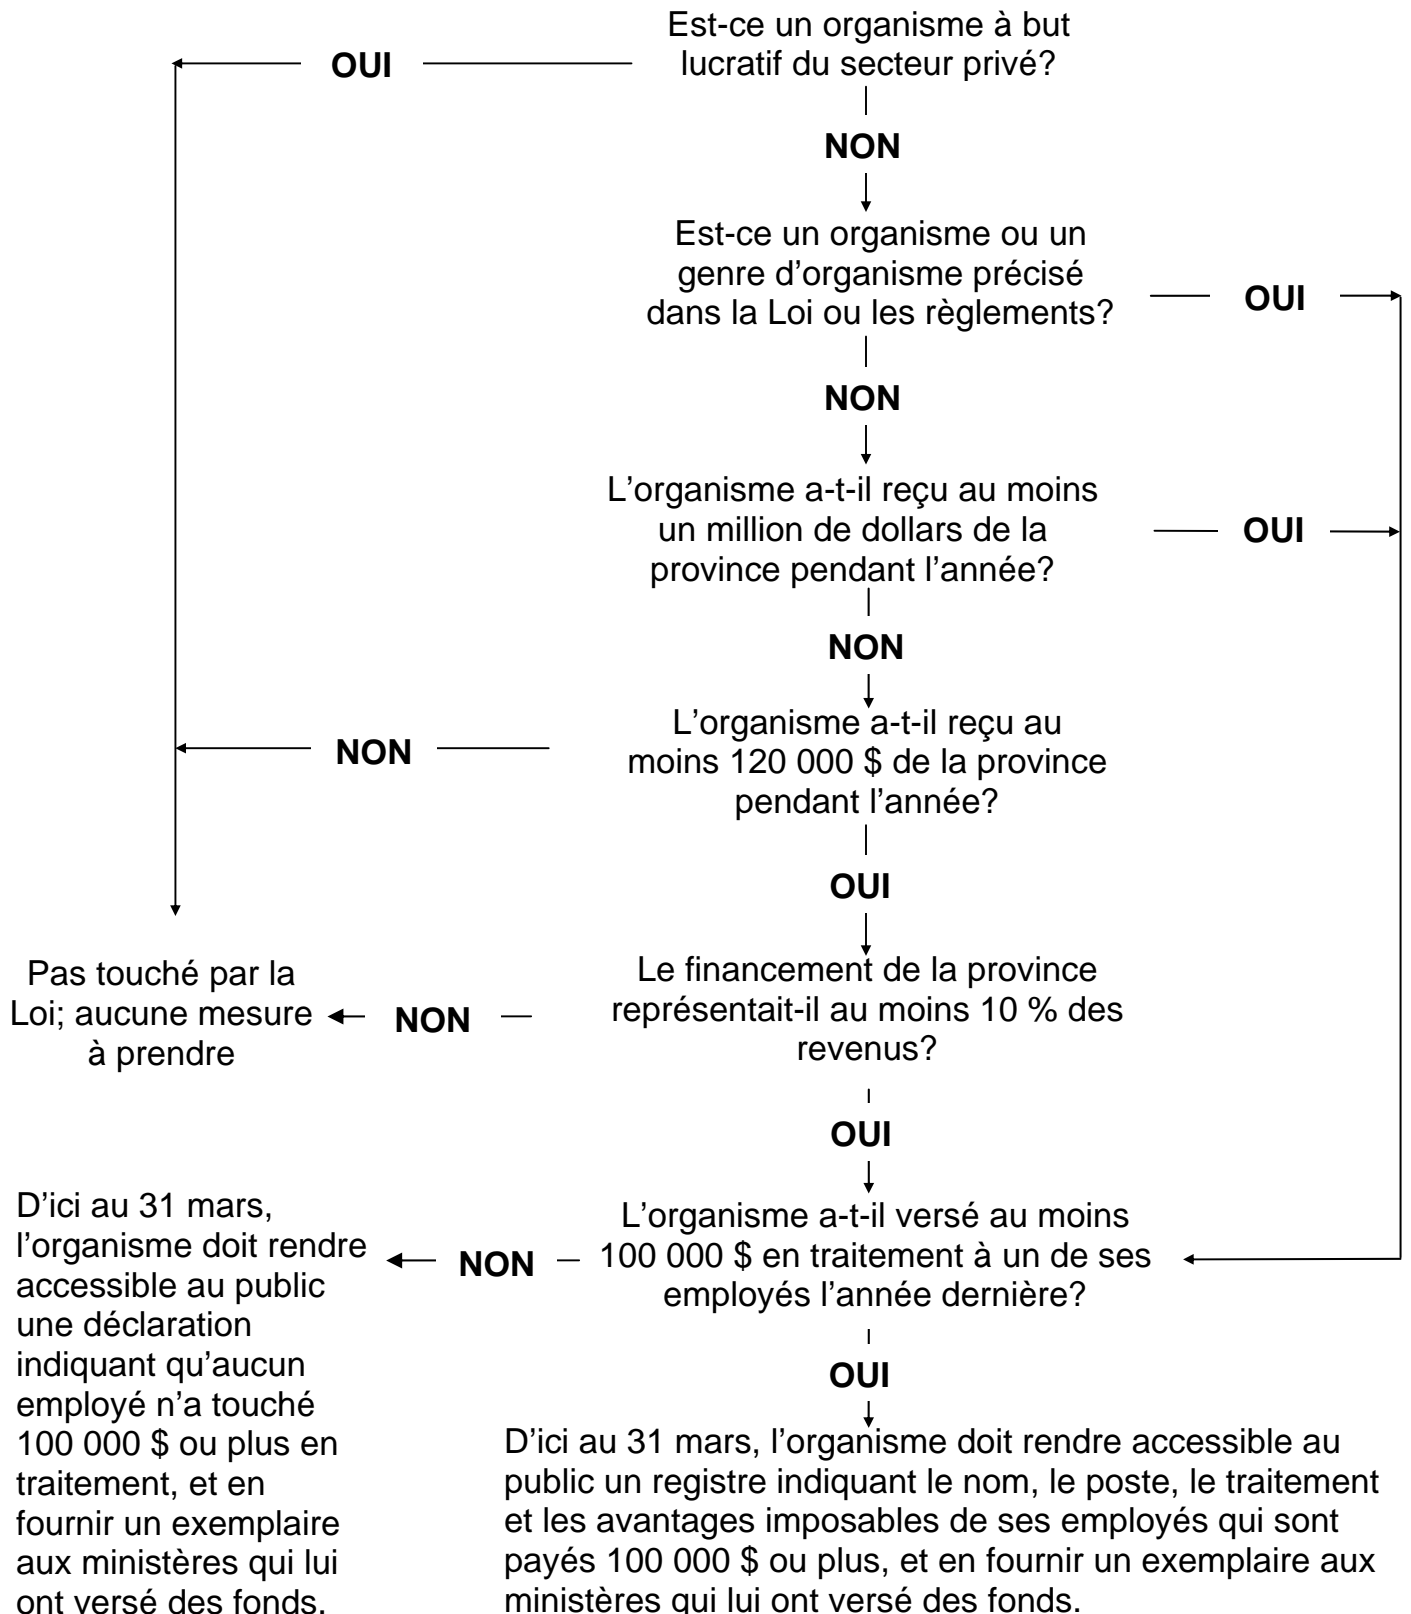 Est-ce un organisme à but
lucratif du secteur privé?
OUI
NON
Est-ce un organisme ou un
genre d’organisme précisé
dans la Loi ou les règlements?
OUI
NON
L’organisme a-t-il reçu au moins
un million de dollars de la
province pendant l’année?
OUI
NON
L’organisme a-t-il reçu au
moins 120 000 $ de la province
pendant l’année?
NON
OUI
Le financement de la province
représentait-il au moins 10 % des
revenus?
NON
Pas touché par la
Loi; aucune mesure
à prendre
OUI
L’organisme a-t-il versé au moins
100 000 $ en traitement à un de ses
employés l’année dernière?
NON
D’ici au 31 mars,
l’organisme doit rendre
accessible au public
une déclaration
indiquant qu’aucun
employé n’a touché
100 000 $ ou plus en
traitement, et en
fournir un exemplaire
aux ministères qui lui
ont versé des fonds.
OUI
D’ici au 31 mars, l’organisme doit rendre accessible au
public un registre indiquant le nom, le poste, le traitement
et les avantages imposables de ses employés qui sont
payés 100 000 $ ou plus, et en fournir un exemplaire aux
ministères qui lui ont versé des fonds.